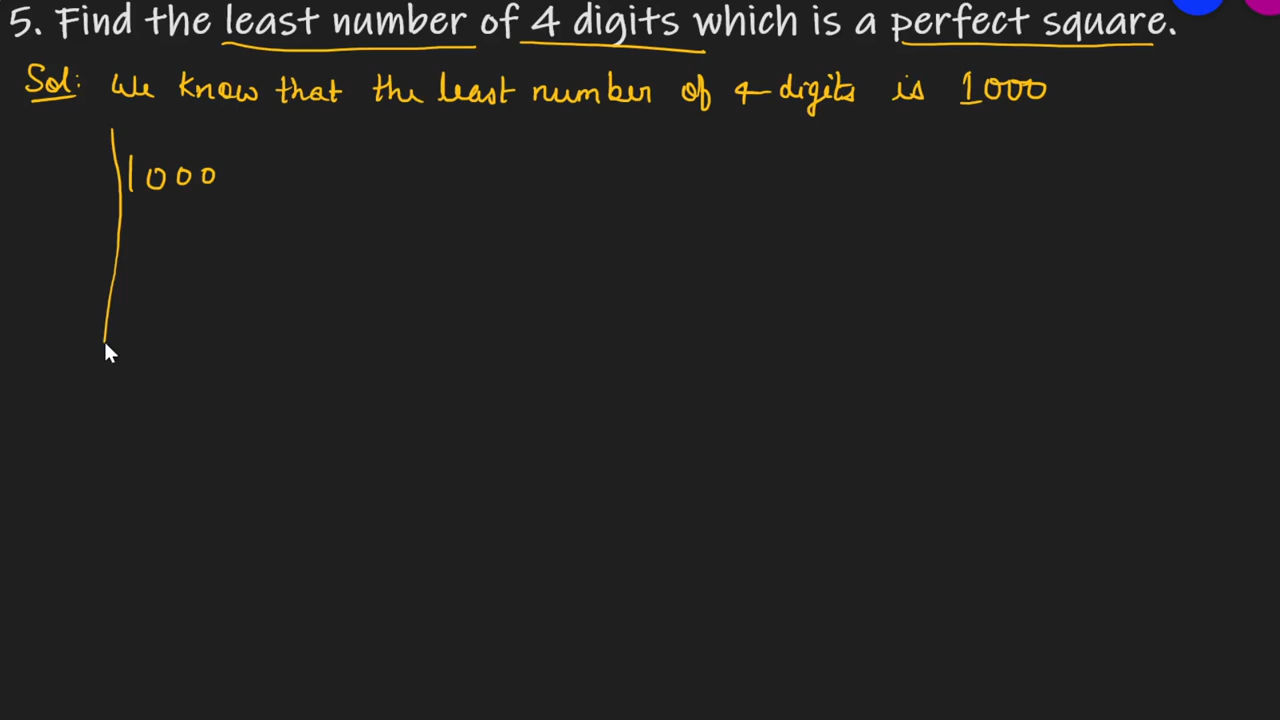 5. Find the least number of 4 digits which is a perfect square.
Sol: We know that the least number of 4 digits is 1000
1000